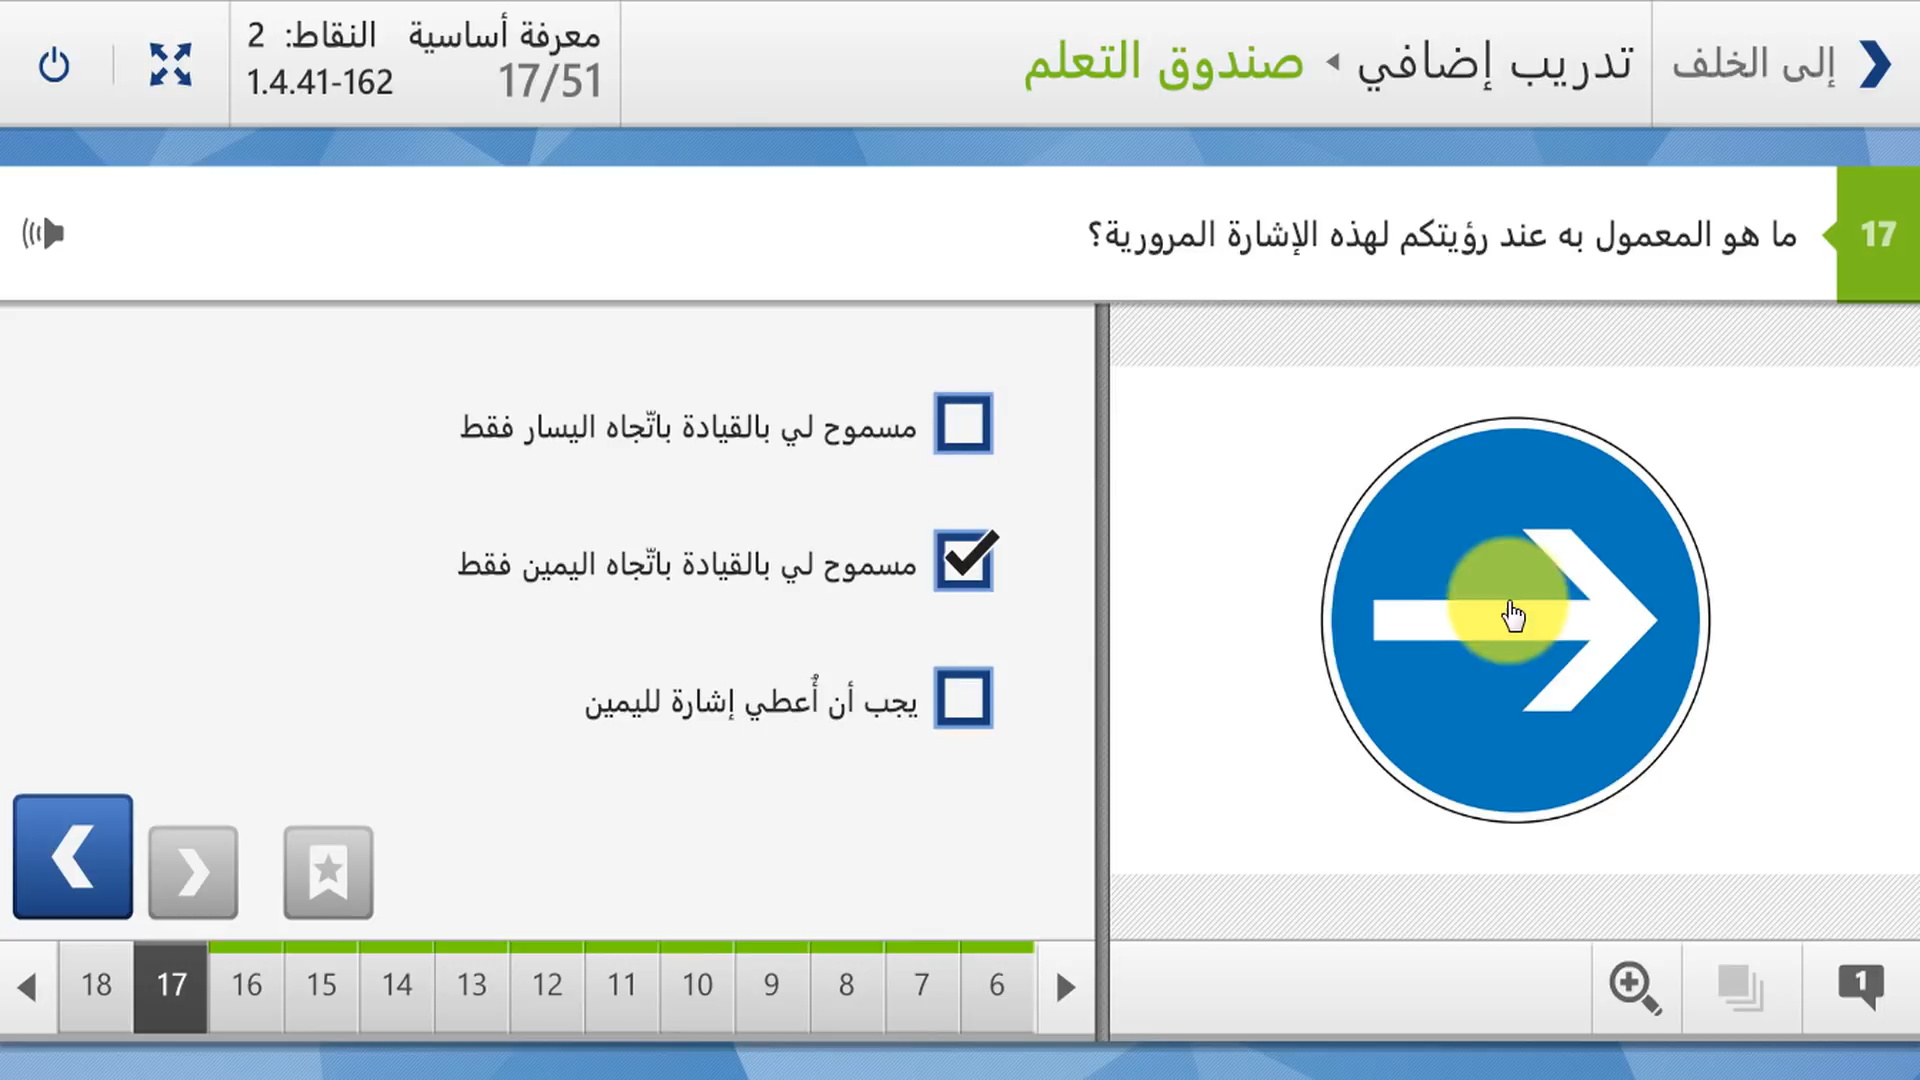 إلى الخلف
تدريب إضافي ◂ صندوق التعلم
معرفة أساسية النقاط: 2
17/51 1.4.41-162
17
ما هو المعمول به عند رؤيتكم لهذه الإشارة المرورية؟
مسموح لي بالقيادة باتّجاه اليسار فقط
مسموح لي بالقيادة باتّجاه اليمين فقط
يجب أن أُعطي إشارة لليمين
1
6 7 8 9 10 11 12 13 14 15 16 17 18